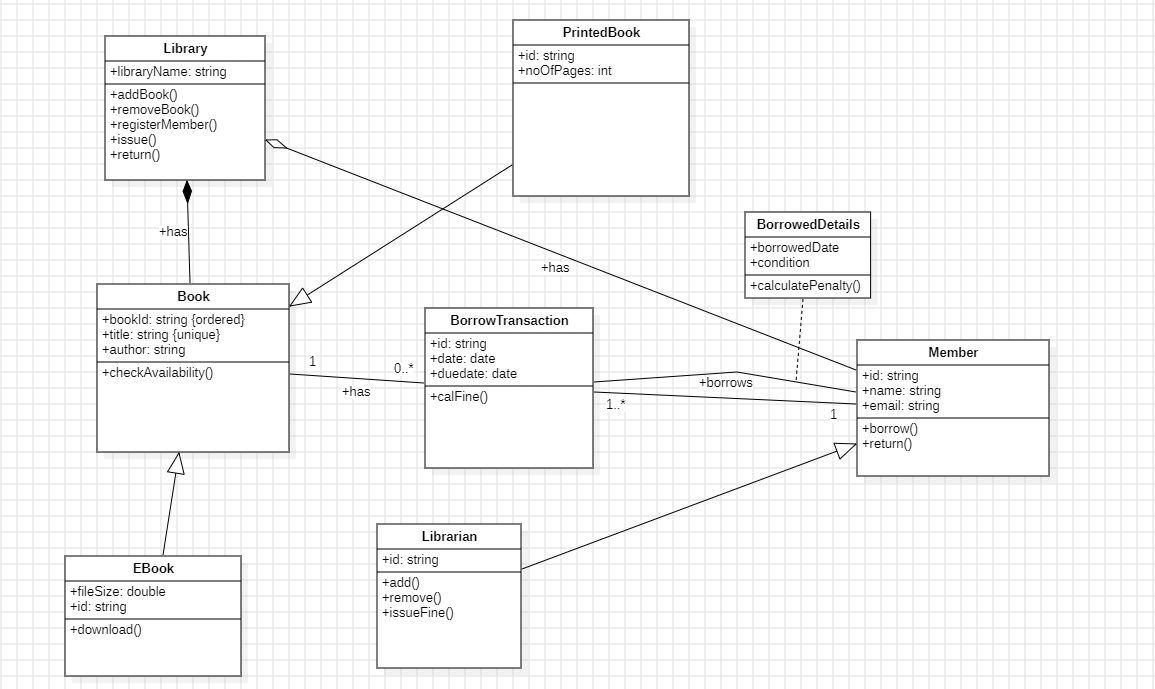 Library
+libraryName: string
+addBook()
+removeBook()
+registerMember()
+issue()
+return()
PrintedBook
+id: string
+noOfPages: int
+has
+has
BorrowedDetails
+borrowedDate
+condition
+calculatePenalty()
Book
+bookId: string {ordered}
+title: string {unique}
+author: string
+checkAvailability()
1
0..*
+has
BorrowTransaction
+id: string
+date: date
+duedate: date
+calFine()
+borrows
1..*
1
Member
+id: string
+name: string
+email: string
+borrow()
+return()
EBook
+fileSize: double
+id: string
+download()
Librarian
+id: string
+add()
+remove()
+issueFine()